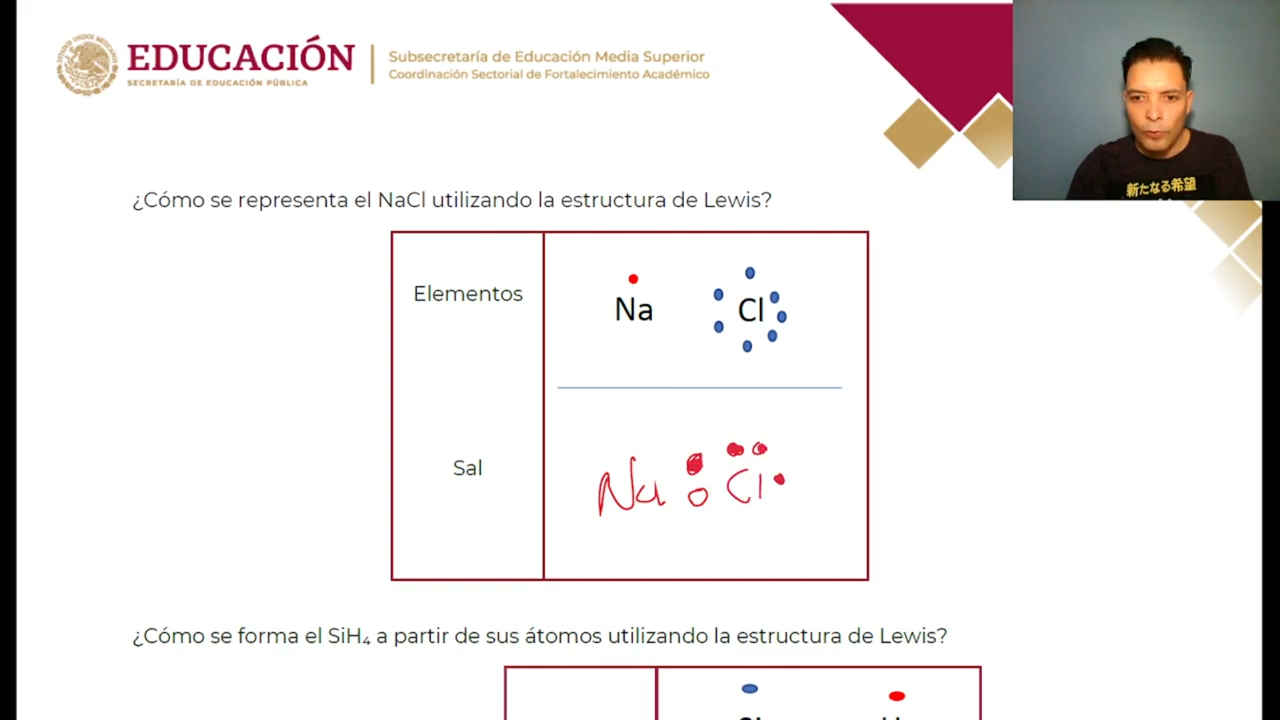 EDUCACIÓN
SECRETARÍA DE EDUCACIÓN PÚBLICA
Subsecretaría de Educación Media Superior
Coordinación Sectorial de Fortalecimiento Académico
新たなる希望
¿Cómo se representa el NaCl utilizando la estructura de Lewis?
Elementos
Na Cl
Sal
Na Cl
¿Cómo se forma el SiH₄ a partir de sus átomos utilizando la estructura de Lewis?